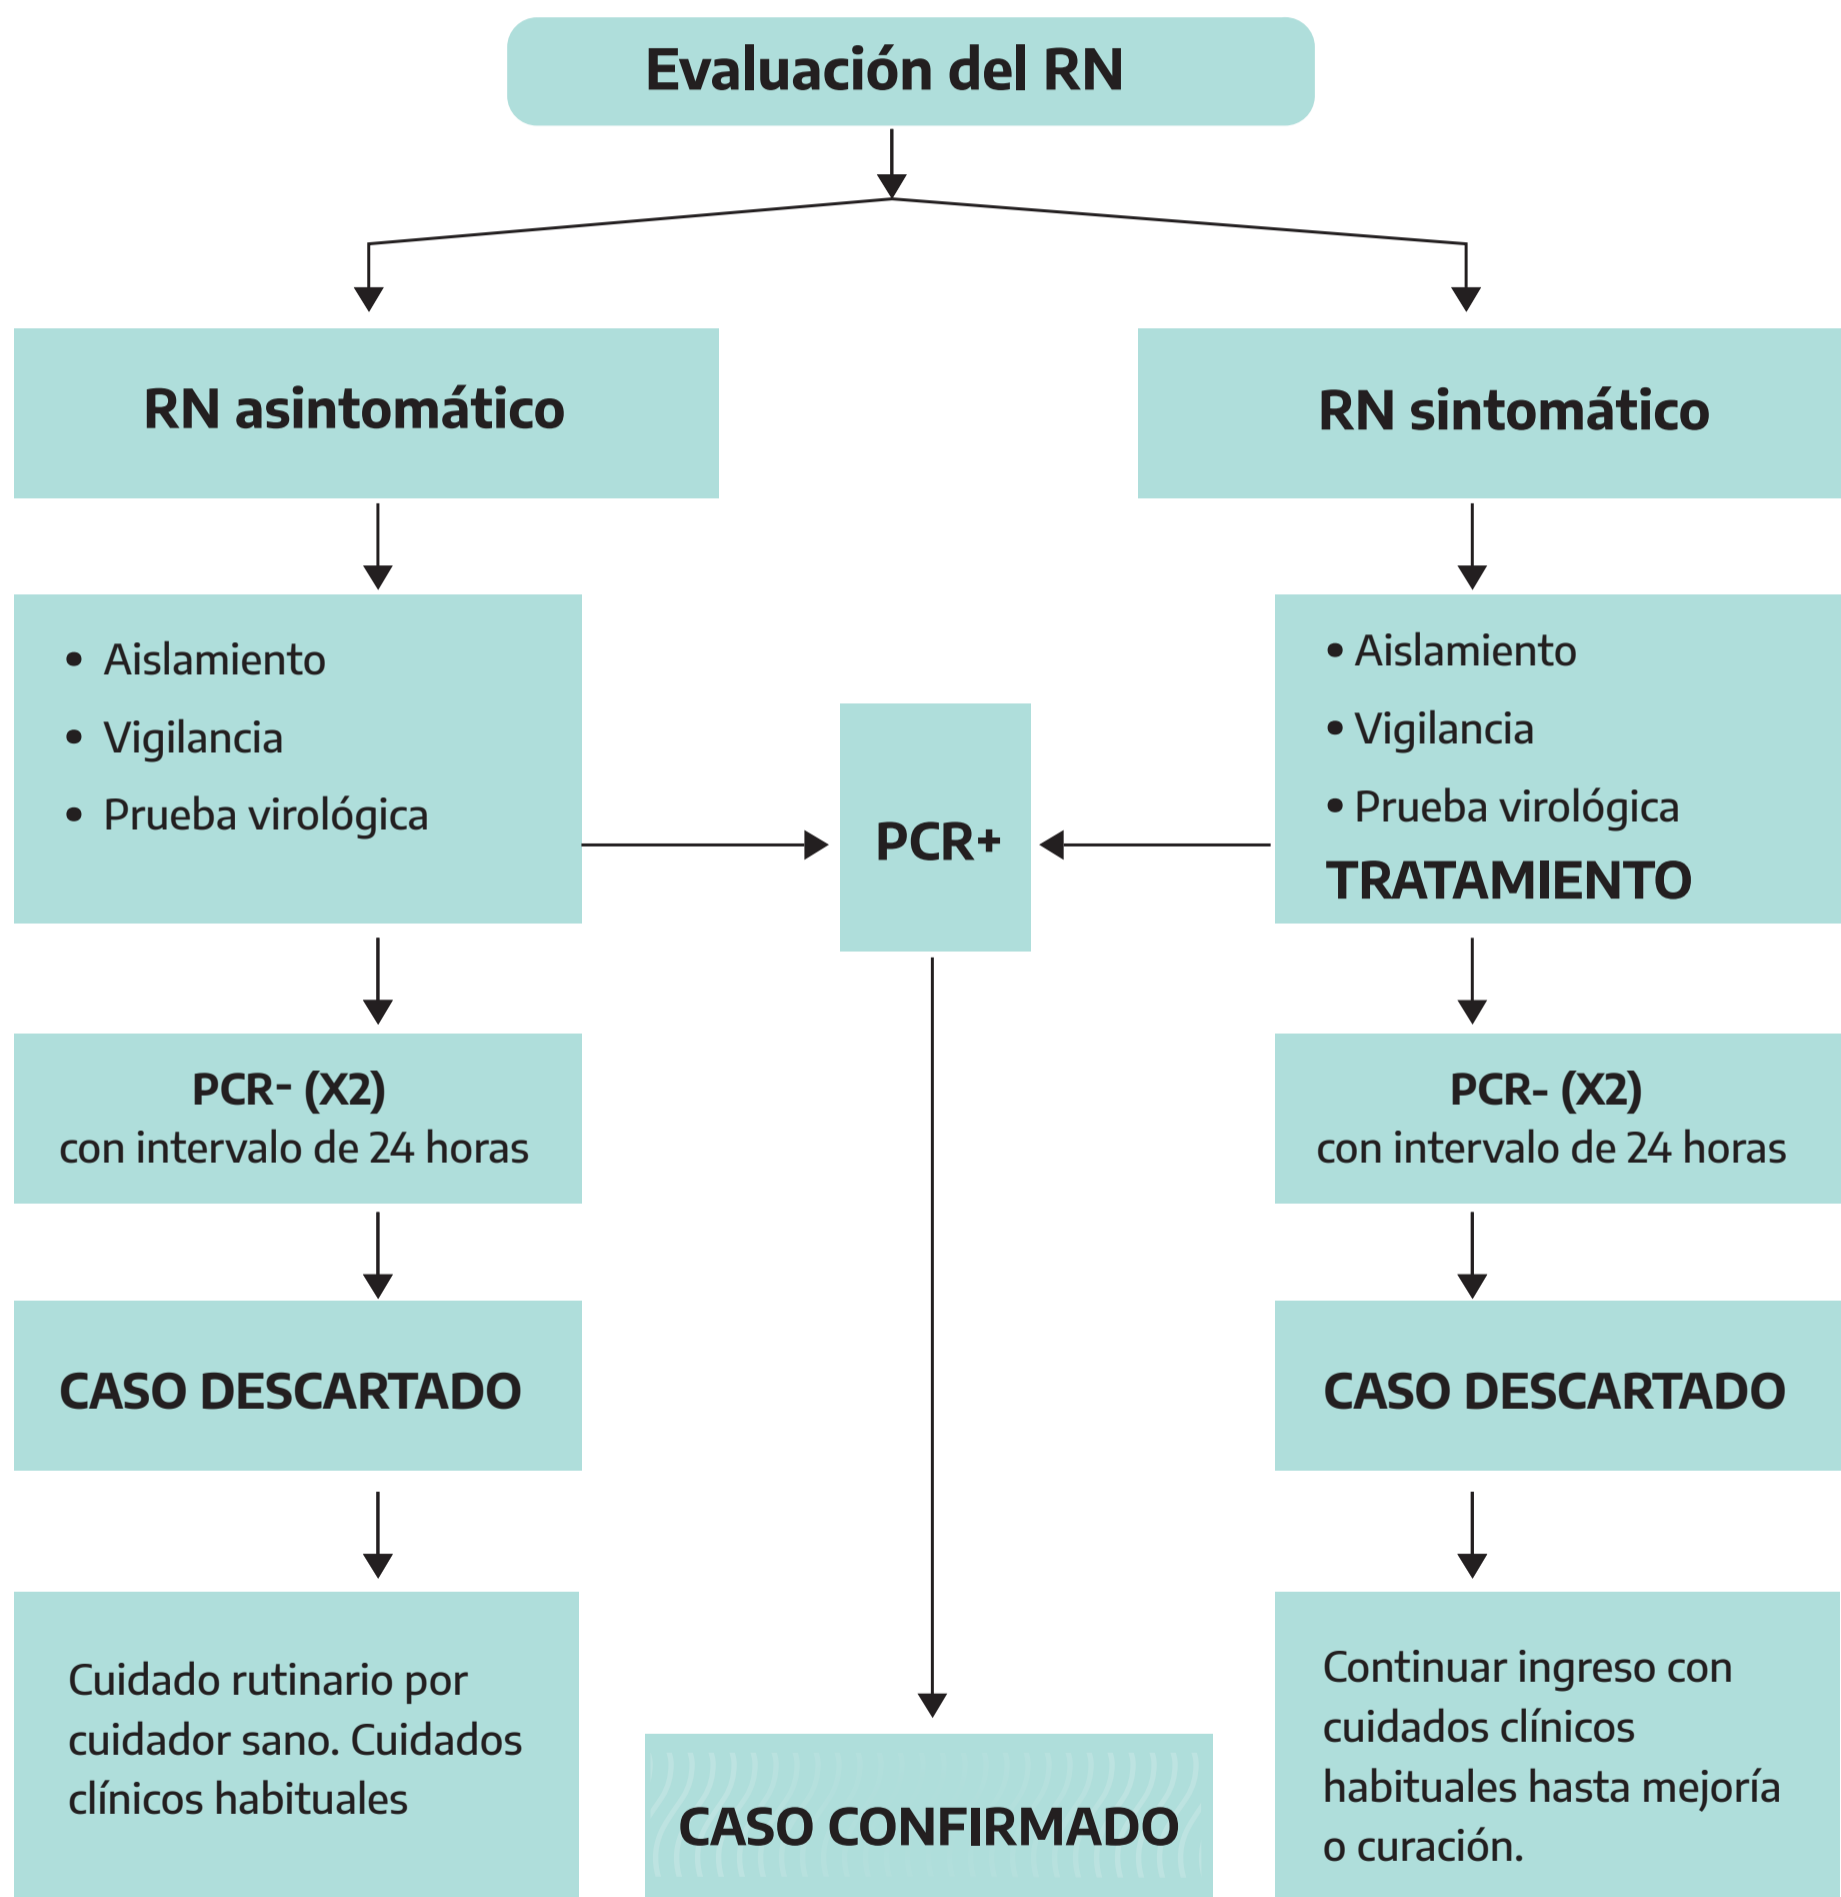 Evaluación del RN
RN asintomático
RN sintomático
• Aislamiento
• Vigilancia
• Prueba virológica
PCR+
• Aislamiento
• Vigilancia
• Prueba virológica
TRATAMIENTO
PCR- (X2)
con intervalo de 24 horas
PCR- (X2)
con intervalo de 24 horas
CASO DESCARTADO
CASO DESCARTADO
Cuidado rutinario por
cuidador sano. Cuidados
clínicos habituales
CASO CONFIRMADO
Continuar ingreso con
cuidados clínicos
habituales hasta mejoría
o curación.